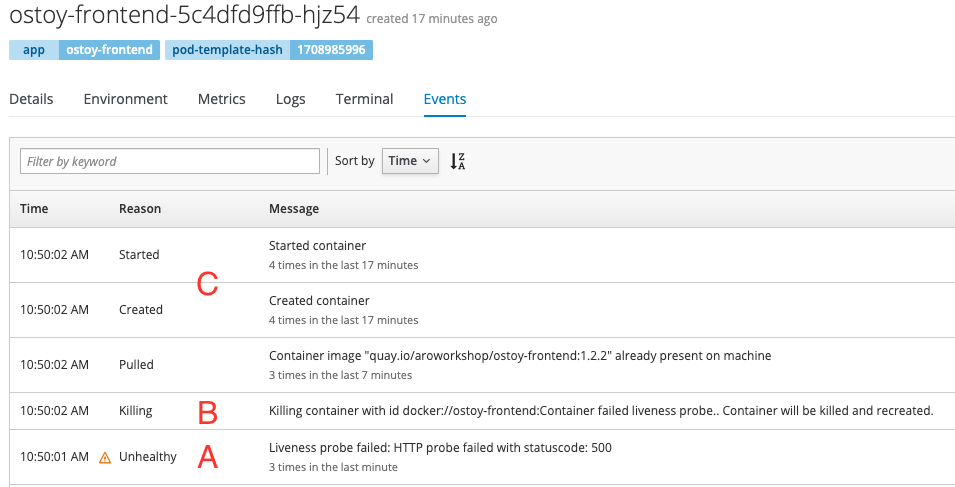 ostoy-frontend-5c4dfd9ffb-hjz54 created 17 minutes ago
app ostoy-frontend pod-template-hash 1708985996
Details Environment Metrics Logs Terminal Events
Filter by keyword Sort by Time
Time Reason Message
10:50:02 AM Started Started container
4 times in the last 17 minutes
C
10:50:02 AM Created Created container
4 times in the last 17 minutes
10:50:02 AM Pulled Container image "quay.io/aroworkshop/ostoy-frontend:1.2.2" already present on machine
3 times in the last 7 minutes
10:50:02 AM Killing B Killing container with id docker://ostoy-frontend:Container failed liveness probe.. Container will be killed and recreated.
10:50:01 AM Unhealthy A Liveness probe failed: HTTP probe failed with statuscode: 500
3 times in the last minute